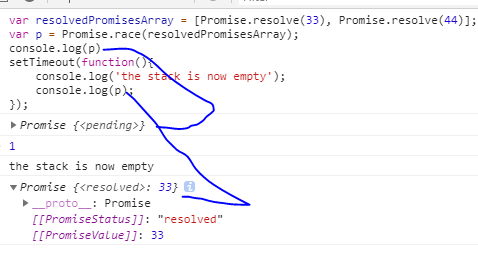 var resolvedPromisesArray = [Promise.resolve(33), Promise.resolve(44)];
var p = Promise.race(resolvedPromisesArray);
console.log(p)
setTimeout(function(){
    console.log('the stack is now empty');
    console.log(p);
});
▶ Promise {<pending>}
1
the stack is now empty
▼ Promise {<resolved>: 33} i
▶ __proto__: Promise
[[PromiseStatus]]: "resolved"
[[PromiseValue]]: 33